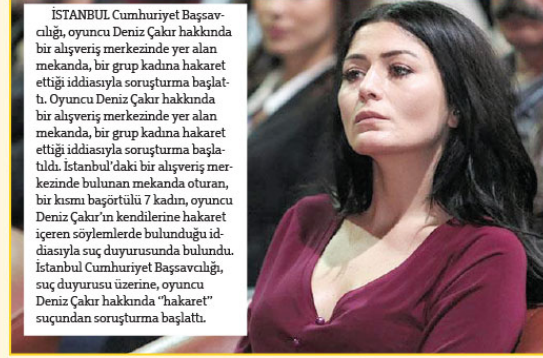 İSTANBUL Cumhuriyet Başsav-
cılığı, oyuncu Deniz Çakır hakkında
bir alışveriş merkezinde yer alan
mekanda, bir grup kadına hakaret
ettiği iddiasıyla soruşturma başlat-
tı. Oyuncu Deniz Çakır hakkında
bir alışveriş merkezinde yer alan
mekanda, bir grup kadına hakaret
ettiği iddiasıyla soruşturma başla-
tıldı. İstanbul'daki bir alışveriş mer-
kezinde bulunan mekanda oturan,
bir kısmı başörtülü 7 kadın, oyuncu
Deniz Çakır'ın kendilerine hakaret
içeren söylemlerde bulunduğu id-
diasıyla suç duyurusunda bulundu.
İstanbul Cumhuriyet Başsavcılığı,
suç duyurusu üzerine, oyuncu
Deniz Çakır hakkında "hakaret"
suçundan soruşturma başlattı.